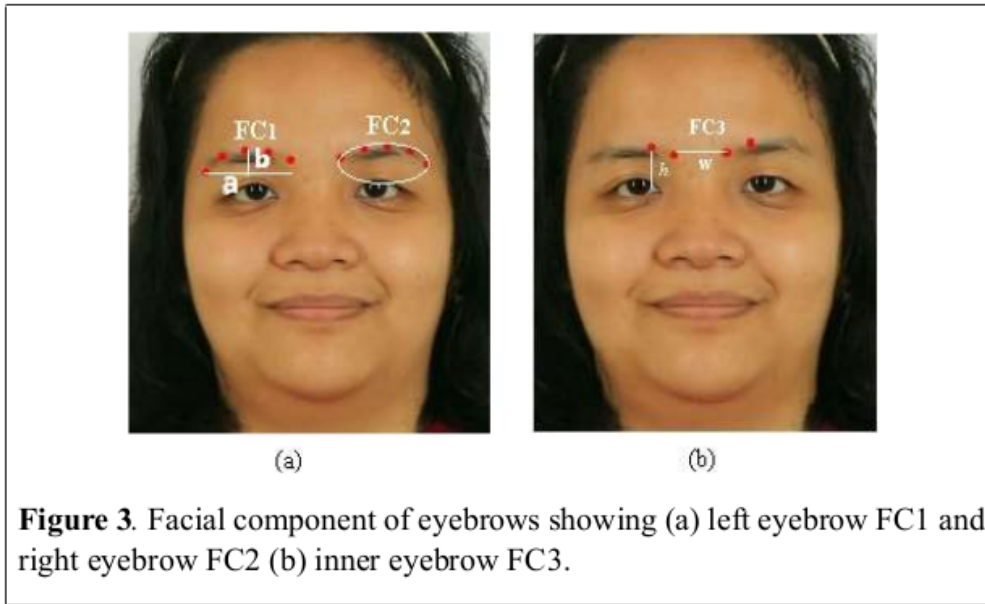 FC1
FC2
b
a
FC3
w
h
(a)
(b)
Figure 3. Facial component of eyebrows showing (a) left eyebrow FC1 and
right eyebrow FC2 (b) inner eyebrow FC3.